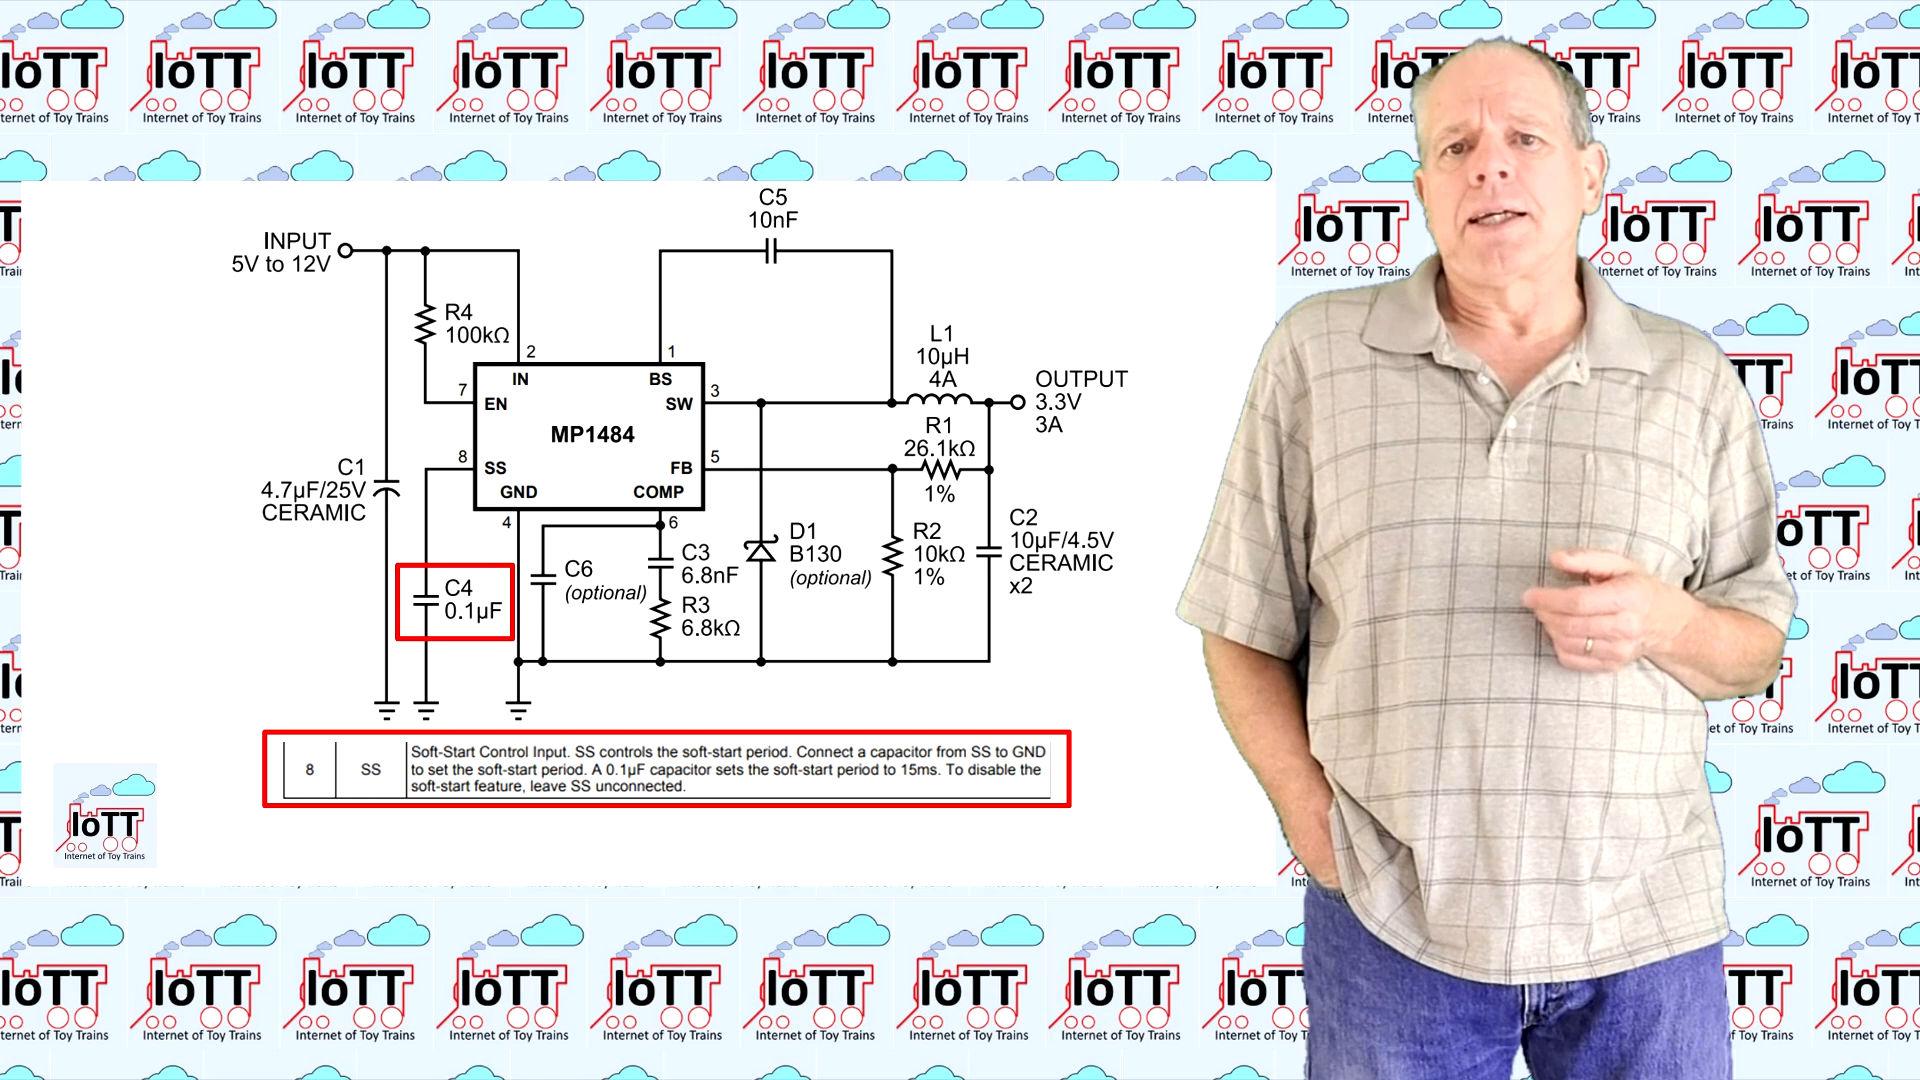 C5
10nF
INPUT
5V to 12V
R4
100kΩ
L1
10µH
4A
2
1
IN
BS
7
EN
SW
3
OUTPUT
3.3V
3A
MP1484
R1
26.1kΩ
1%
8
SS
FB
5
GND
COMP
4
6
C1
4.7µF/25V
CERAMIC
C4
0.1µF
C6
(optional)
C3
6.8nF
R3
6.8kΩ
D1
B130
(optional)
R2
10kΩ
1%
C2
10µF/4.5V
CERAMIC
x2
8
SS
Soft-Start Control Input. SS controls the soft-start period. Connect a capacitor from SS to GND
to set the soft-start period. A 0.1µF capacitor sets the soft-start period to 15ms. To disable the
soft-start feature, leave SS unconnected.
IoTT
Internet of Toy Trains